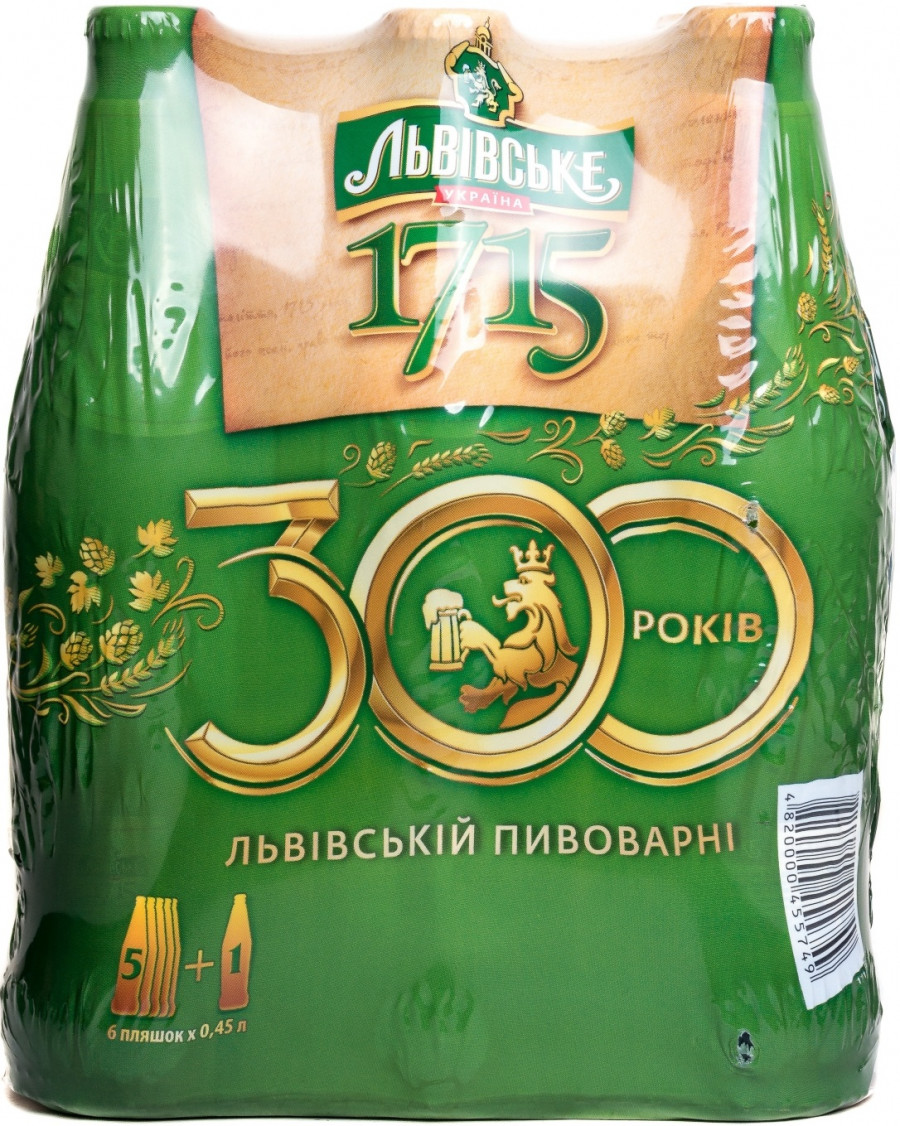 ЛЬВІВСЬКЕ
УКРАЇНА
1715
300
РОКІВ
ЛЬВІВСЬКІЙ ПИВОВАРНІ
5 + 1
6 ПЛЯШОК х 0,45 л
4820000455749